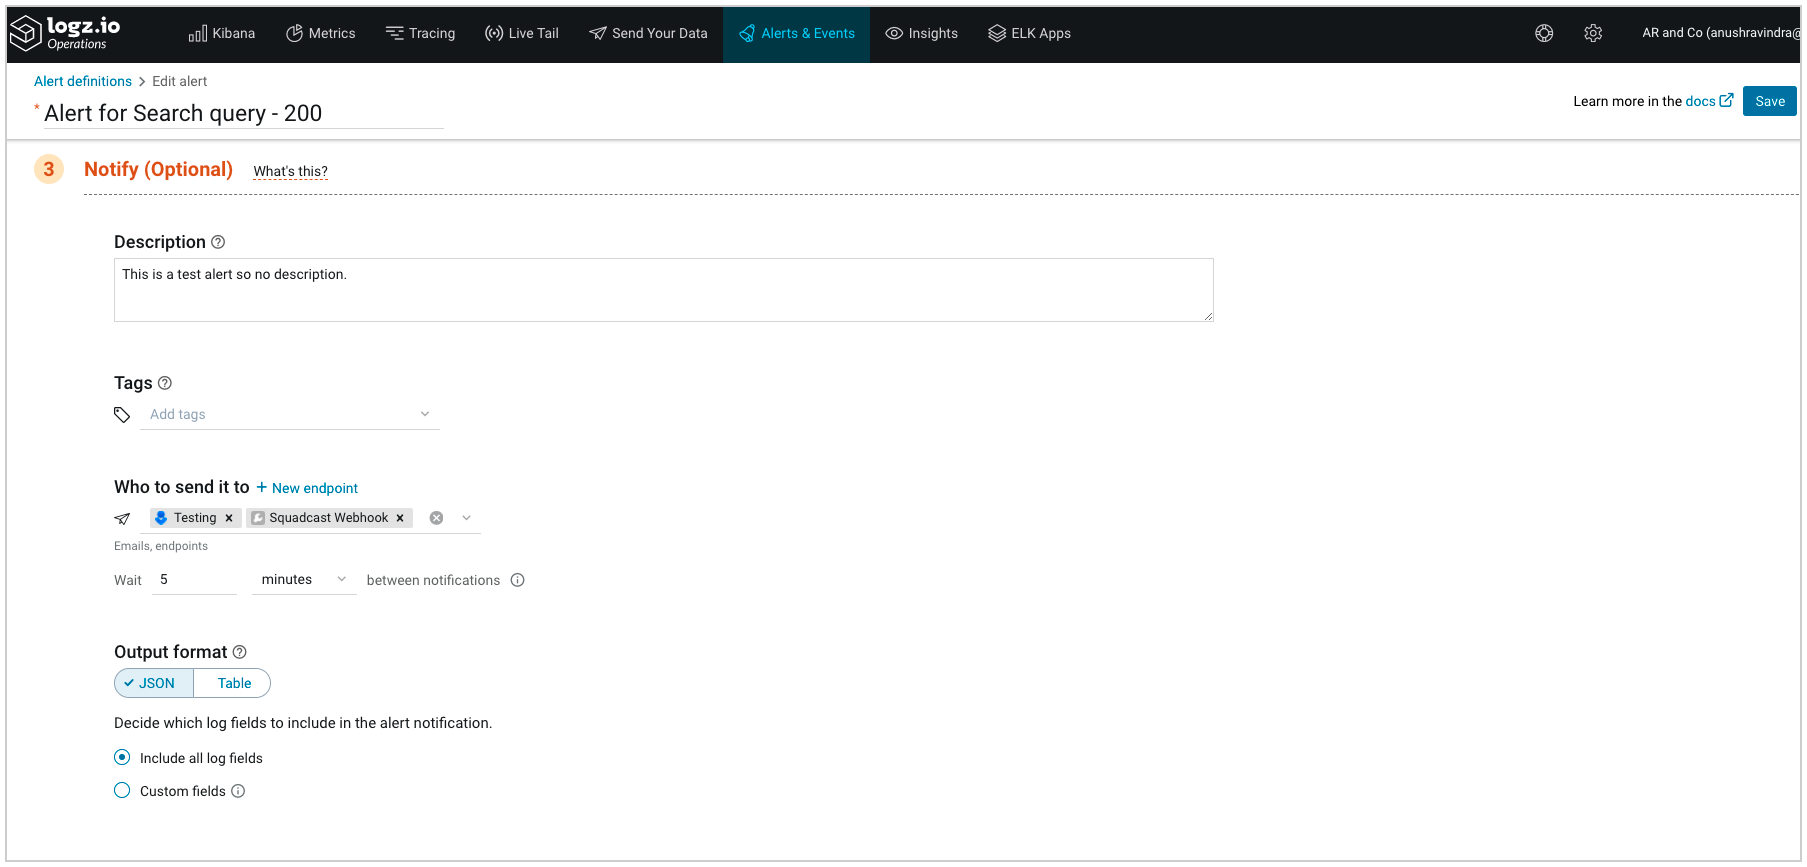 logz.io
Operations
Kibana
Metrics
Tracing
Live Tail
Send Your Data
Alerts & Events
Insights
ELK Apps
AR and Co (anushravindra@
Alert definitions > Edit alert
* Alert for Search query - 200
Learn more in the docs
Save
3
Notify (Optional)
What's this?
Description
This is a test alert so no description.
Tags
Add tags
Who to send it to + New endpoint
Testing x Squadcast Webhook x
Emails, endpoints
Wait 5 minutes between notifications
Output format
JSON Table
Decide which log fields to include in the alert notification.
Include all log fields
Custom fields